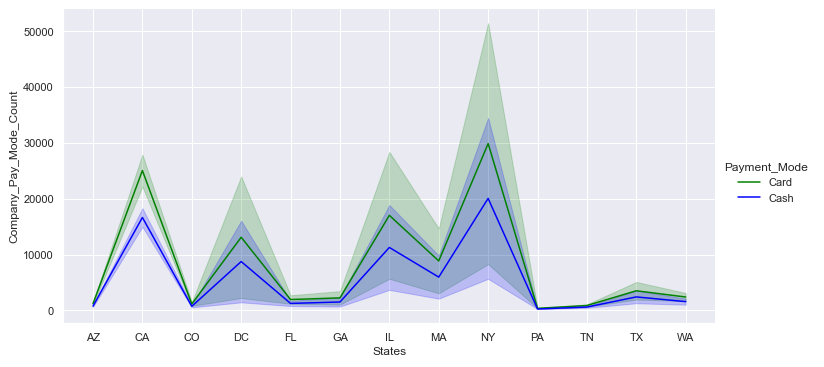 50000
40000
30000
20000
10000
0
Company_Pay_Mode_Count
AZ CA CO DC FL GA IL MA NY PA TN TX WA
States
Payment_Mode
Card
Cash